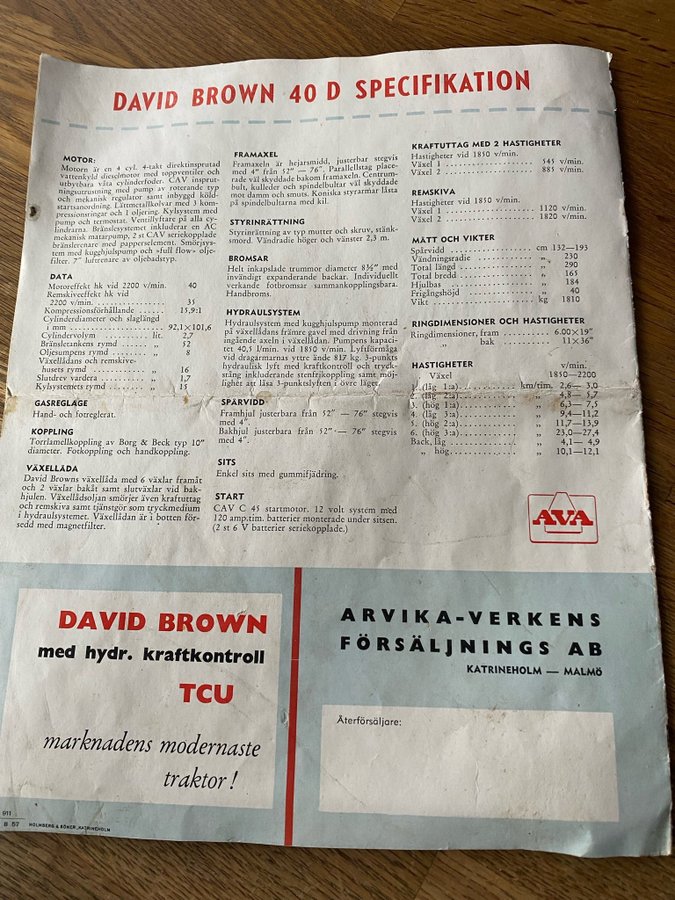 DAVID BROWN 40 D SPECIFIKATION
MOTOR:
Motorn är en 4 cyl. 4-takt direktinsprutad
vattenkyld dieselmotor med toppventiler och
utbytbara våta cylinderfoder. CAV insprut-
ningsutrustning med pump av roterande typ
och mekanisk regulator samt inbyggd köld-
startsanordning. Lättmetallkolvar med 3 kom-
pressionsringar och 1 oljering. Kylsystem med
pump och termostat. Ventillyftare på alla cy-
lindrarna. Bränslesystemet inkluderar en AC
mekanisk matarpump, 2 st CAV seriekopplade
bränslerenare med papperselement. Smörjsys-
tem med kugghjulspump och »full flow» olje-
filter. 7" luftrenare av oljebadstyp.
DATA
Motoreffekt hk vid 2200 v/min. 40
Remskiveeffekt hk vid
2200 v/min. ............ 35
Kompressionsförhållande ..... 15,9:1
Cylinderdiameter och slaglängd
i mm ................ 92,1×101,6
Cylindervolym ......... lit. 2,7
Bränsletankens rymd .... „ 52
Oljesumpens rymd ...... „ 8
Växellådans och remskive-
husets rymd ........... „ 16
Slutdrev vardera ........ „ 1,7
Kylsystemets rymd ...... „ 15
GASREGLAGE
Hand- och fotreglerat.
KOPPLING
Torrlamellkoppling av Borg & Beck typ 10"
diameter. Fotkoppling och handkoppling.
VÄXELLÅDA
David Browns växellåda med 6 växlar framåt
och 2 växlar bakåt samt slutväxlar vid bak-
hjulen. Växellådsoljan smörjer även kraftuttag
och remskiva samt tjänstgör som tryckmedium
i hydraulsystemet. Växellådan är i botten för-
sedd med magnetfilter.
FRAMAXEL
Framaxeln är hejarsmidd, justerbar stegvis
med 4" från 52" — 76". Parallellstag place-
rade väl skyddade bakom framaxeln. Centrum-
bult, kulleder och spindelbultar väl skyddade
mot damm och smuts. Koniska styrarmar låsta
på spindelbultarna med kil.
STYRINRÄTTNING
Styrinrättning av typ mutter och skruv, stänk-
smord. Vändradie höger och vänster 2,3 m.
BROMSAR
Helt inkapslade trummor diameter 8½" med
invändigt expanderande backar. Individuellt
verkande fotbromsar sammankopplingsbara.
Handbroms.
HYDRAULSYSTEM
Hydraulsystem med kugghjulspump monterad
på växellådans främre gavel med drivning från
ingående axeln i växellådan. Pumpens kapaci-
tet 40,5 l/min. vid 1850 v/min. Lyftförmåga
vid dragarmarnas yttre ände 817 kg. 3-punkts
hydraulisk lyft med kraftkontroll och tryck-
stång inkluderande stenfrikoppling samt möj-
lighet att låsa 3-punktslyften i övre läget.
SPÅRVIDD
Framhjul justerbara från 52" — 76" stegvis
med 4".
Bakhjul justerbara från 52" — 76" stegvis
med 4".
SITS
Enkel sits med gummifjädring.
START
CAV C 45 startmotor. 12 volt system med
120 amp.tim. batterier monterade under sitsen.
(2 st 6 V batterier seriekopplade.)
KRAFTUTTAG MED 2 HASTIGHETER
Hastigheter vid 1850 v/min.
Växel 1 .................... 545 v/min.
Växel 2 .................... 885 v/min.
REMSKIVA
Hastigheter vid 1850 v/min.
Växel 1 .................... 1120 v/min.
Växel 2 .................... 1820 v/min.
MÅTT OCH VIKTER
Spårvidd .................. cm 132—193
Vändningsradie ............ „ 230
Total längd ................ „ 290
Total bredd ................ „ 165
Hjulbas ................... „ 184
Frigångshöjd ............... „ 40
Vikt ...................... kg 1810
RINGDIMENSIONER OCH HASTIGHETER
Ringdimensioner, fram .......... 6.00×19"
„ bak .......... 11×36"
HASTIGHETER v/min.
Växel 1850—2200
1. (låg 1:a) ........... km/tim. 2,6— 3,0
2. (låg 2:a) ........... „ 4,8— 5,7
3. (hög 1:a) ........... „ 6,3— 7,5
4. (låg 3:a) ........... „ 9,4—11,2
5. (hög 2:a) ........... „ 11,7—13,9
6. (hög 3:a) ........... „ 23,0—27,4
Back, låg .............. „ 4,1— 4,9
„ hög .............. „ 10,1—12,1
AVA
DAVID BROWN
med hydr. kraftkontroll
TCU
marknadens modernaste
traktor!
ARVIKA-VERKENS
FÖRSÄLJNINGS AB
KATRINEHOLM — MALMÖ
Återförsäljare:
911
B 57 HOLMBERG & SÖNER, KATRINEHOLM